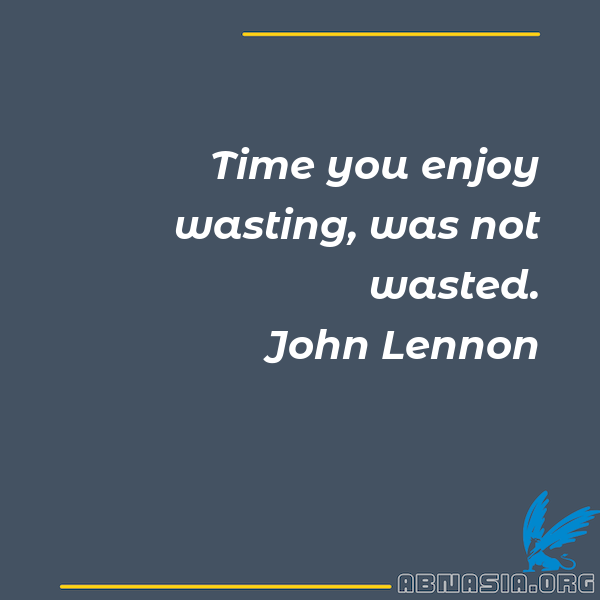 Time you enjoy
wasting, was not
wasted.
John Lennon
ABNASIA.ORG